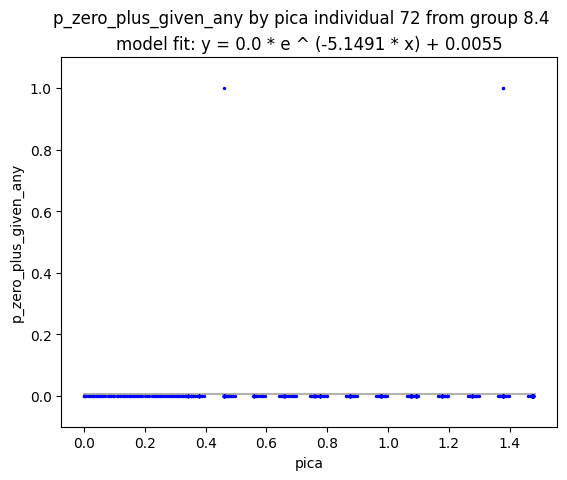 p_zero_plus_given_any by pica individual 72 from group 8.4
model fit: y = 0.0 * e ^ (-5.1491 * x) + 0.0055
1.0
0.8
0.6
0.4
0.2
0.0
p_zero_plus_given_any
0.0 0.2 0.4 0.6 0.8 1.0 1.2 1.4
pica